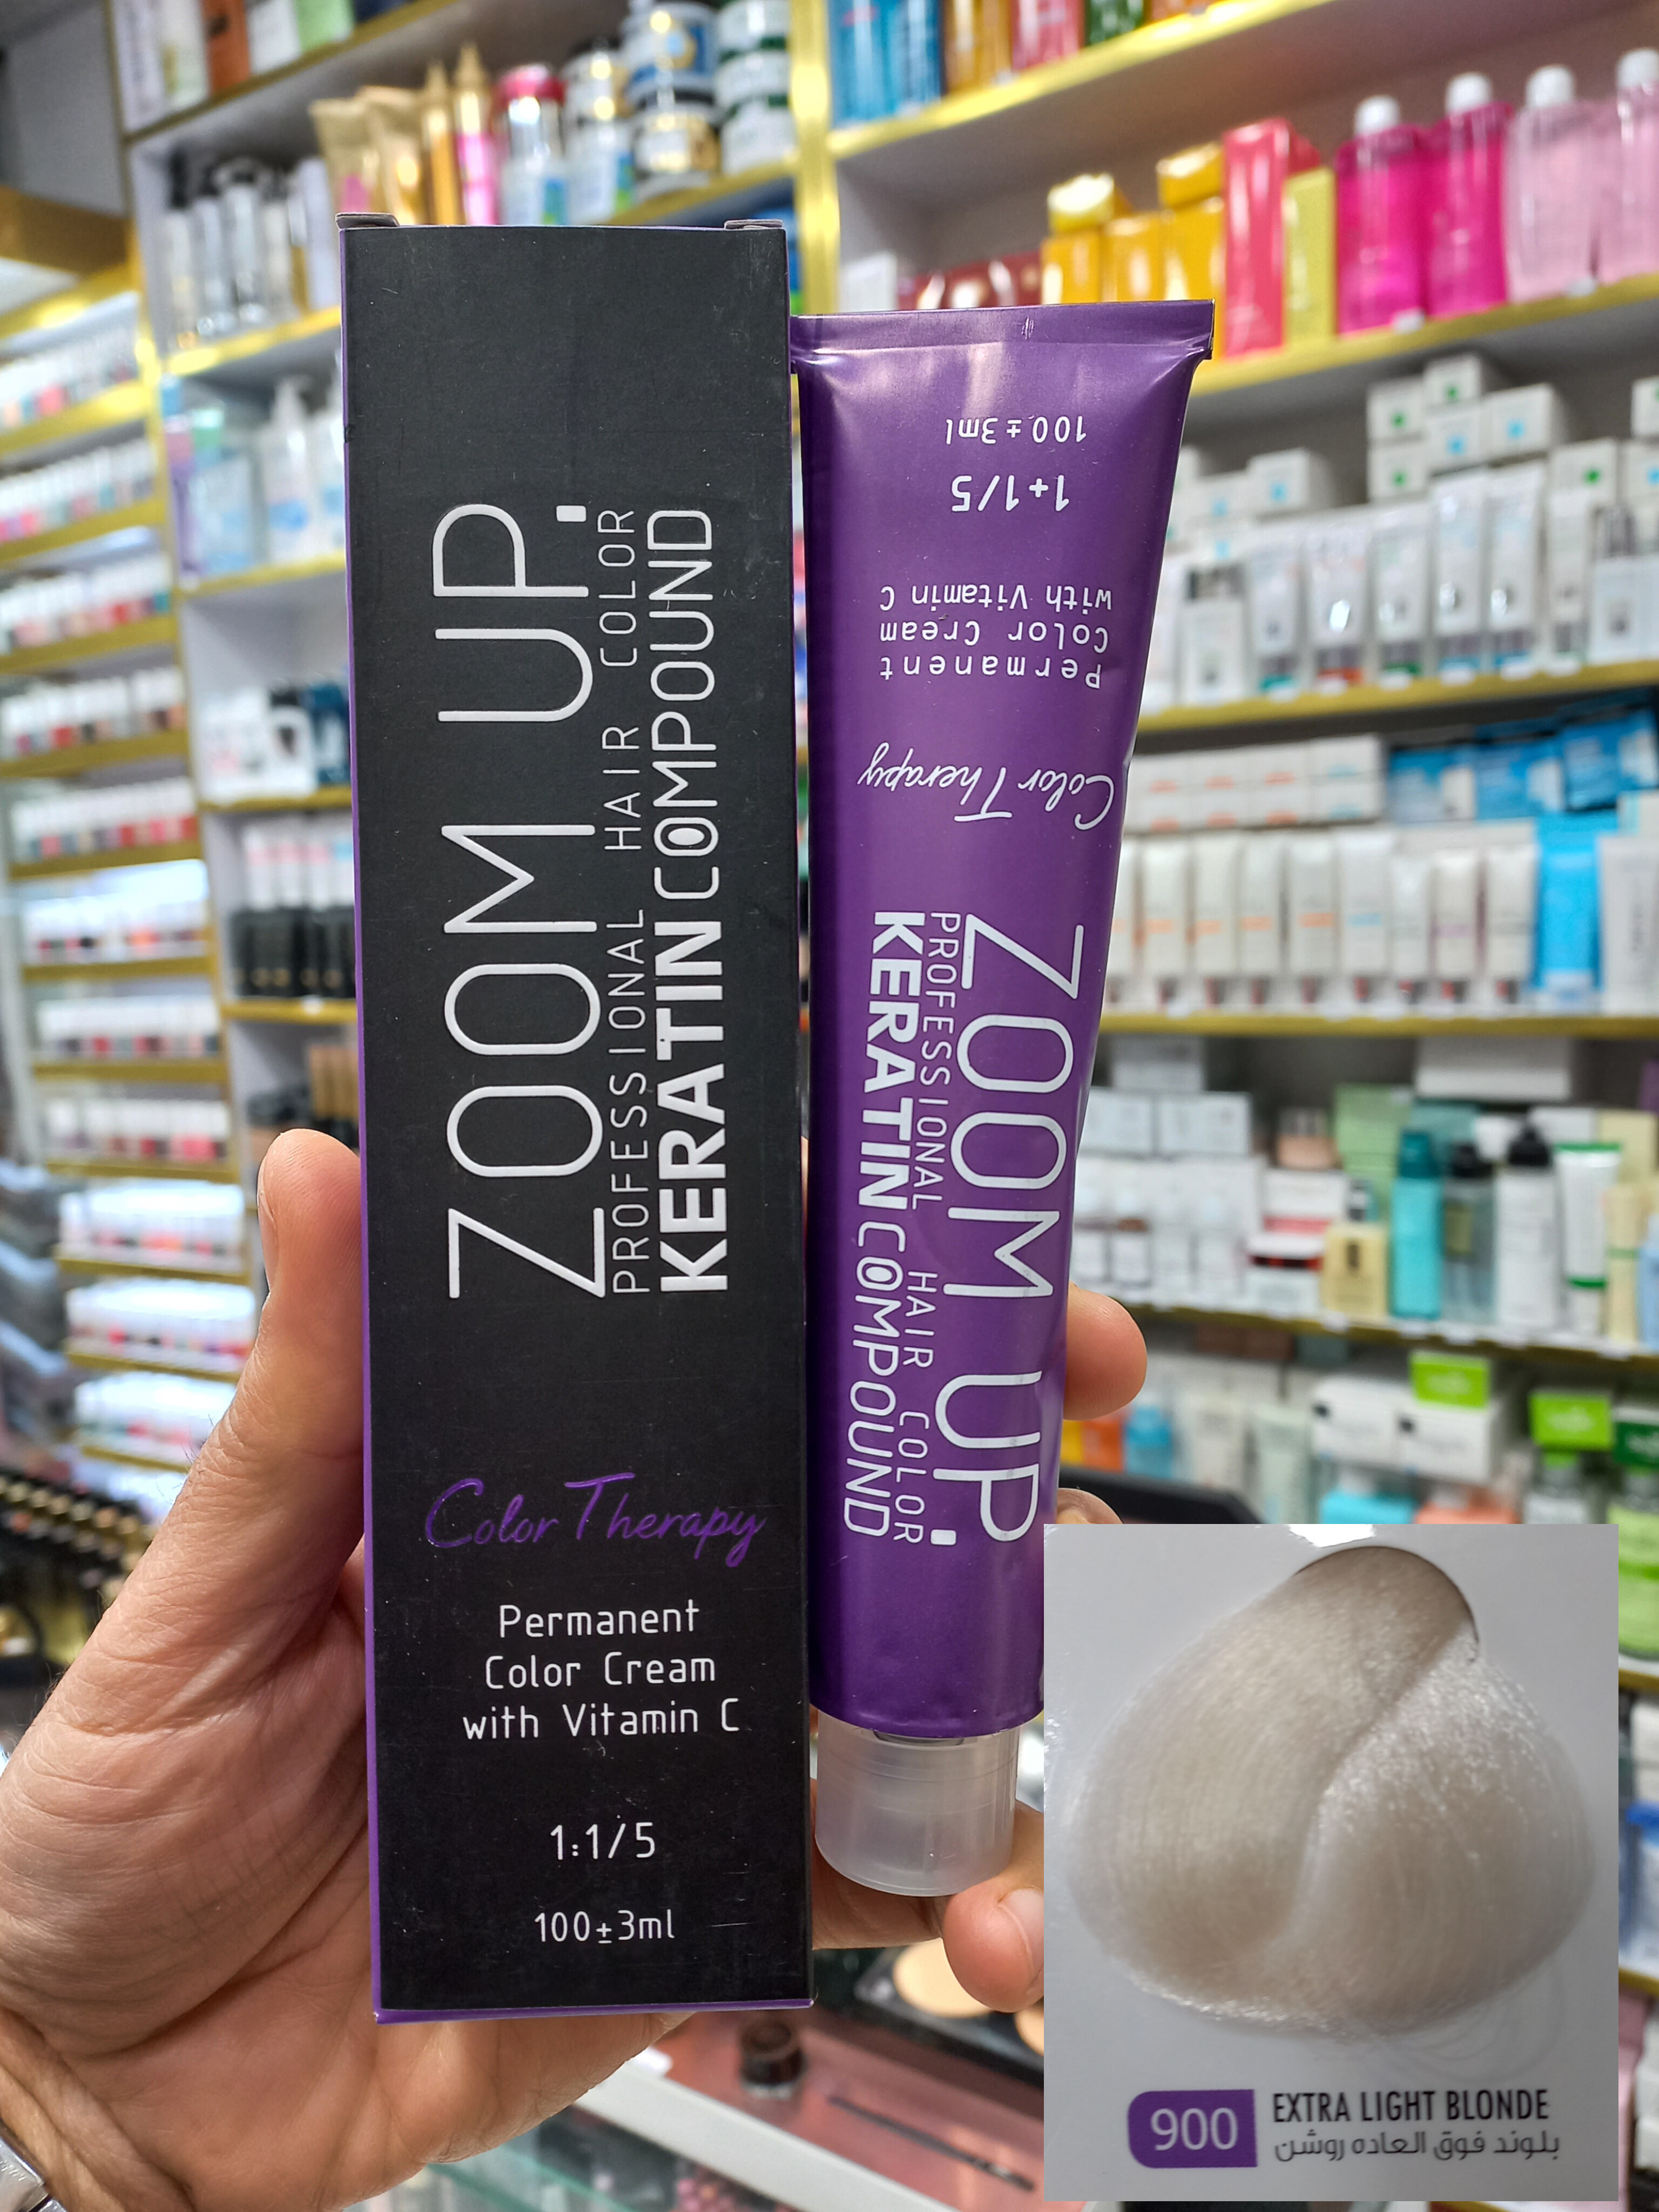 ZOOM UP.
PROFESSIONAL HAIR COLOR
KERATIN COMPOUND
Color Therapy
Permanent
Color Cream
with Vitamin C
1:1/5
100±3ml
ZOOM UP.
PROFESSIONAL HAIR COLOR
KERATIN COMPOUND
Color Therapy
Permanent
Color Cream
with Vitamin C
1+1/5
100±3ml
900
EXTRA LIGHT BLONDE
بلوند فوق العاده روشن